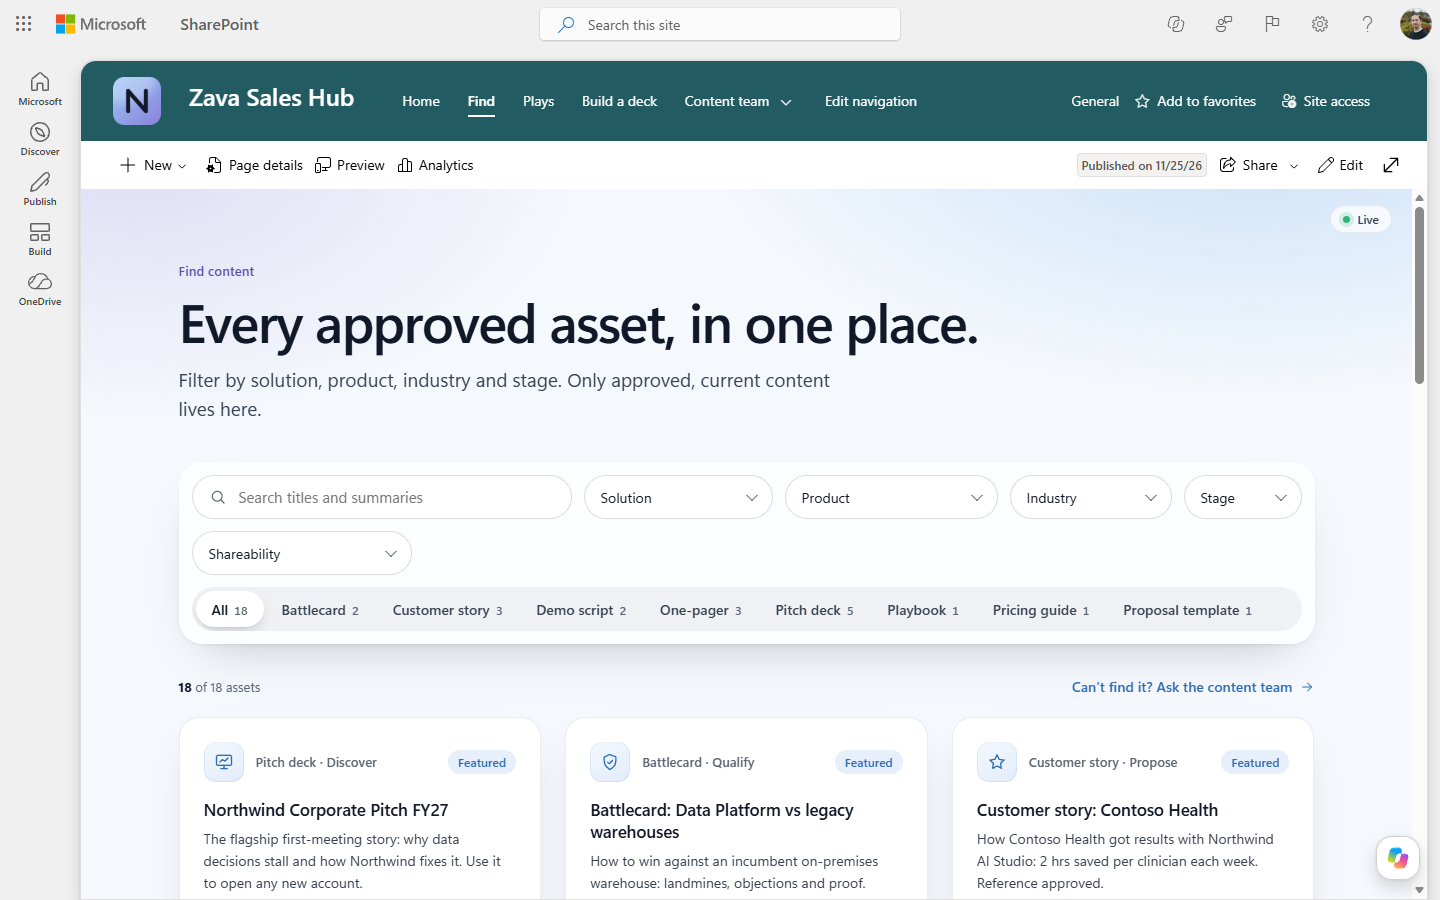 Microsoft
SharePoint
Search this site
Microsoft
Discover
Publish
Build
OneDrive
N
Zava Sales Hub
Home
Find
Plays
Build a deck
Content team
Edit navigation
General
Add to favorites
Site access
New
Page details
Preview
Analytics
Published on 11/25/26
Share
Edit
Live
Find content
Every approved asset, in one place.
Filter by solution, product, industry and stage. Only approved, current content
lives here.
Search titles and summaries
Solution
Product
Industry
Stage
Shareability
All 18
Battlecard 2
Customer story 3
Demo script 2
One-pager 3
Pitch deck 5
Playbook 1
Pricing guide 1
Proposal template 1
18 of 18 assets
Can't find it? Ask the content team →
Pitch deck · Discover
Featured
Northwind Corporate Pitch FY27
The flagship first-meeting story: why data
decisions stall and how Northwind fixes it. Use it
to open any new account.
Battlecard · Qualify
Featured
Battlecard: Data Platform vs legacy
warehouses
How to win against an incumbent on-premises
warehouse: landmines, objections and proof.
Customer story · Propose
Featured
Customer story: Contoso Health
How Contoso Health got results with Northwind
AI Studio: 2 hrs saved per clinician each week.
Reference approved.